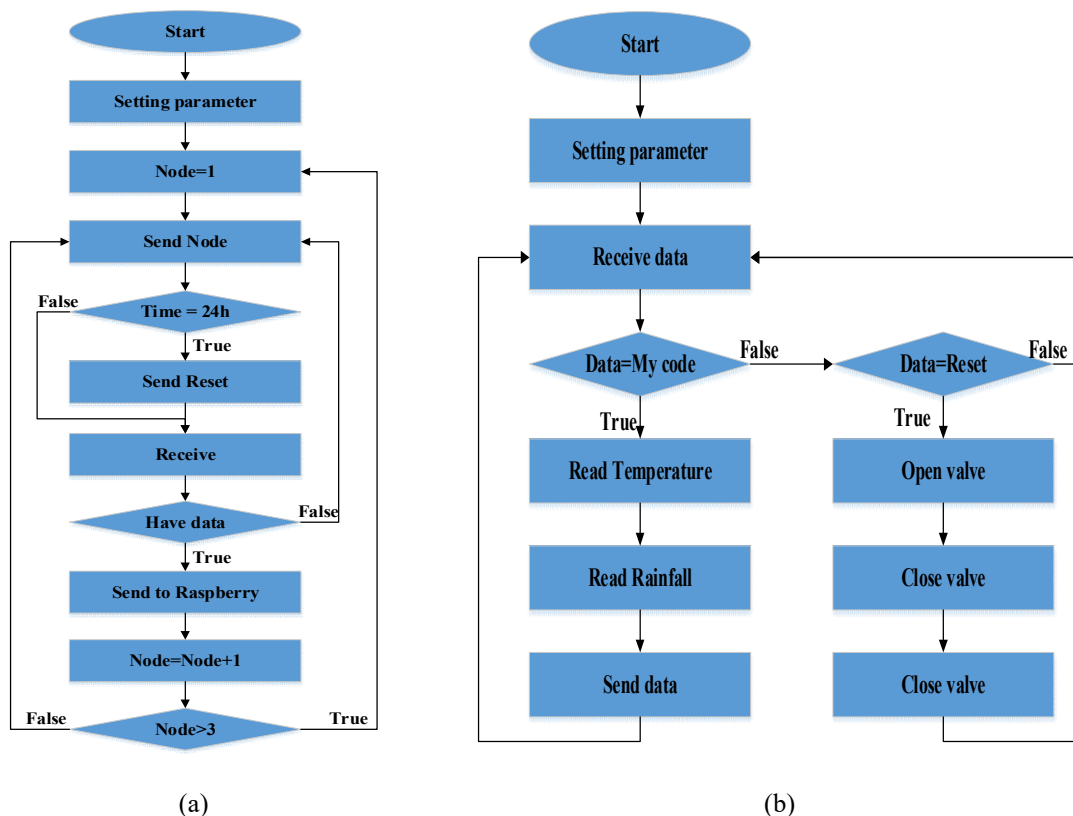 Start
Setting parameter
Node=1
Send Node
False
Time = 24h
True
Send Reset
Receive
Have data
False
True
Send to Raspberry
Node=Node+1
False
Node>3
True
(a)
Start
Setting parameter
Receive data
Data=My code
False
Data=Reset
False
True
True
Read Temperature
Open valve
Read Rainfall
Close valve
Send data
Close valve
(b)